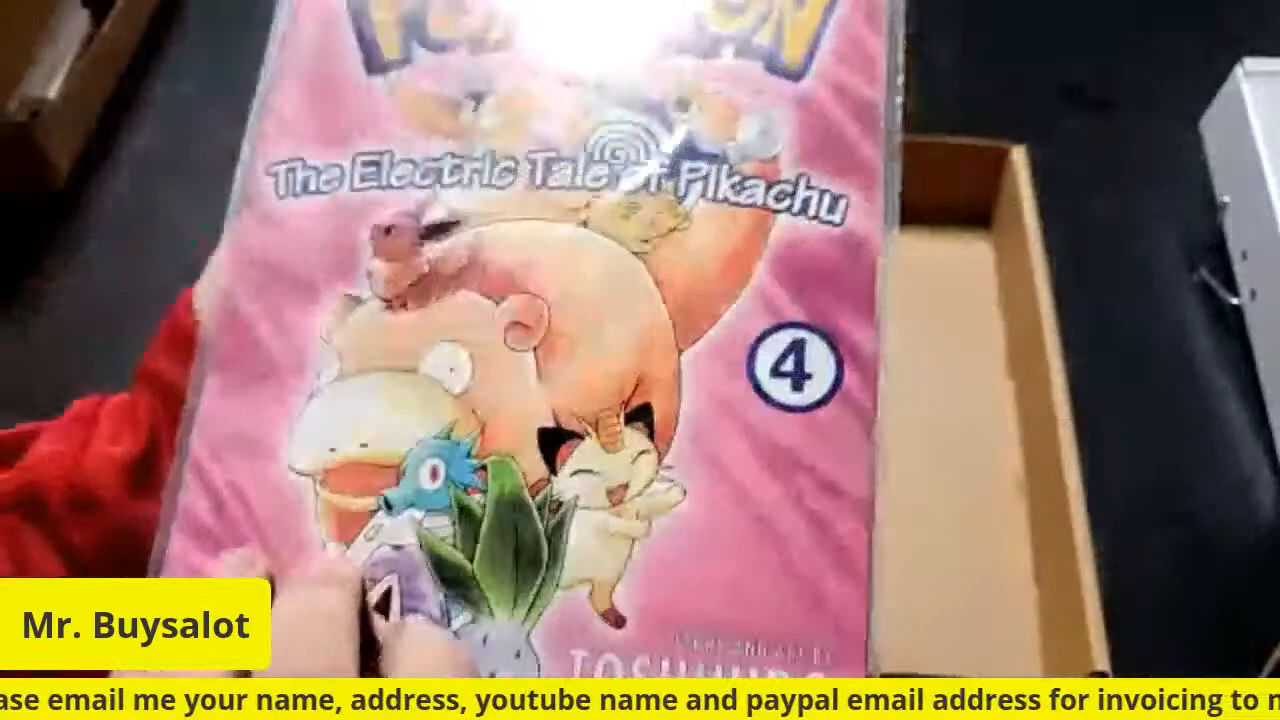 The Electric Tale of Pikachu
4
Mr. Buysalot
ase email me your name, address, youtube name and paypal email address for invoicing to